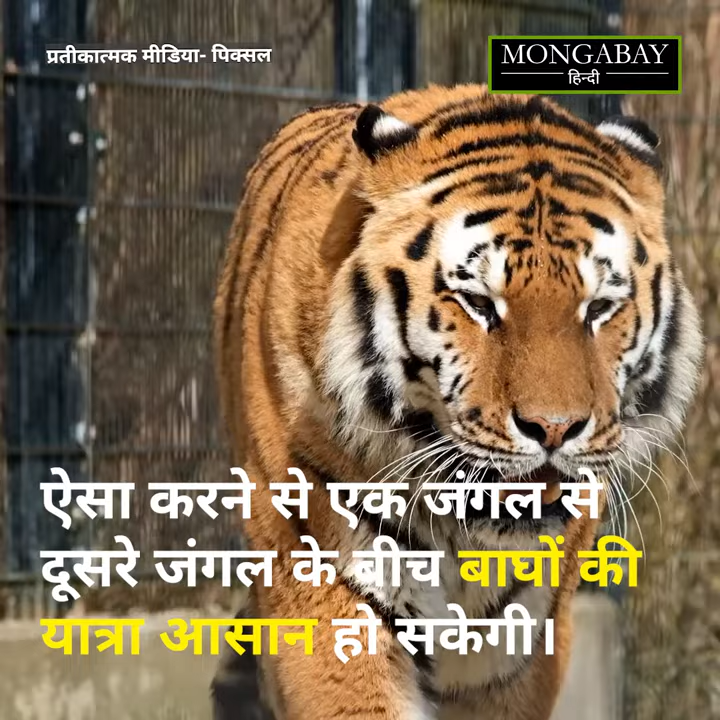 प्रतीकात्मक मीडिया- पिक्सल
MONGABAY
हिन्दी
ऐसा करने से एक जंगल से
दूसरे जंगल के बीच बाघों की
यात्रा आसान हो सकेगी।